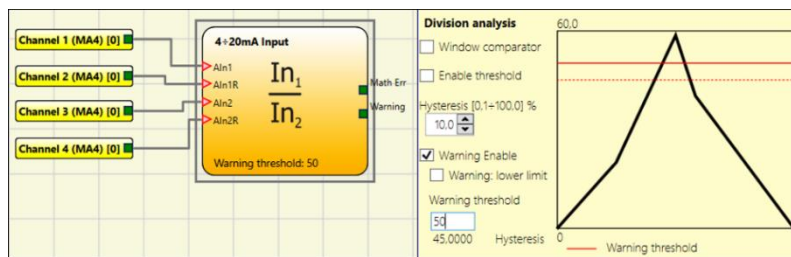 Channel 1 (MA4) [0]
Channel 2 (MA4) [0]
Channel 3 (MA4) [0]
Channel 4 (MA4) [0]
4÷20mA Input
AIn1
AIn1R
AIn2
AIn2R
In1
In2
Math Err
Warning
Warning threshold: 50
Division analysis
Window comparator
Enable threshold
Hysteresis [0.1÷100.0] %
10,0
Warning Enable
Warning: lower limit
Warning threshold
50
45.0000 Hysteresis
60,0
0
Warning threshold